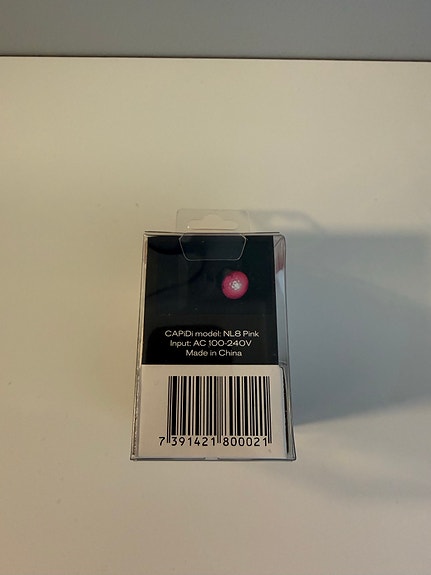 CAPiDi model: NL8 Pink
Input: AC 100-240V
Made in China
7 391421 800021